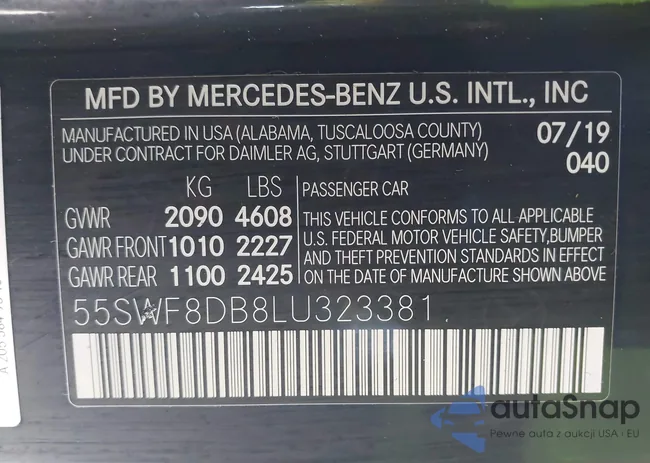 MFD BY MERCEDES-BENZ U.S. INTL., INC
MANUFACTURED IN USA (ALABAMA, TUSCALOOSA COUNTY) 07/19
UNDER CONTRACT FOR DAIMLER AG, STUTTGART (GERMANY) 040
KG LBS PASSENGER CAR
GVWR 2090 4608 THIS VEHICLE CONFORMS TO ALL APPLICABLE
GAWR FRONT 1010 2227 U.S. FEDERAL MOTOR VEHICLE SAFETY,BUMPER
AND THEFT PREVENTION STANDARDS IN EFFECT
GAWR REAR 1100 2425 ON THE DATE OF MANUFACTURE SHOWN ABOVE
55SWF8DB8LU323381
autoSnap
Pewne auta z aukcji USA i EU